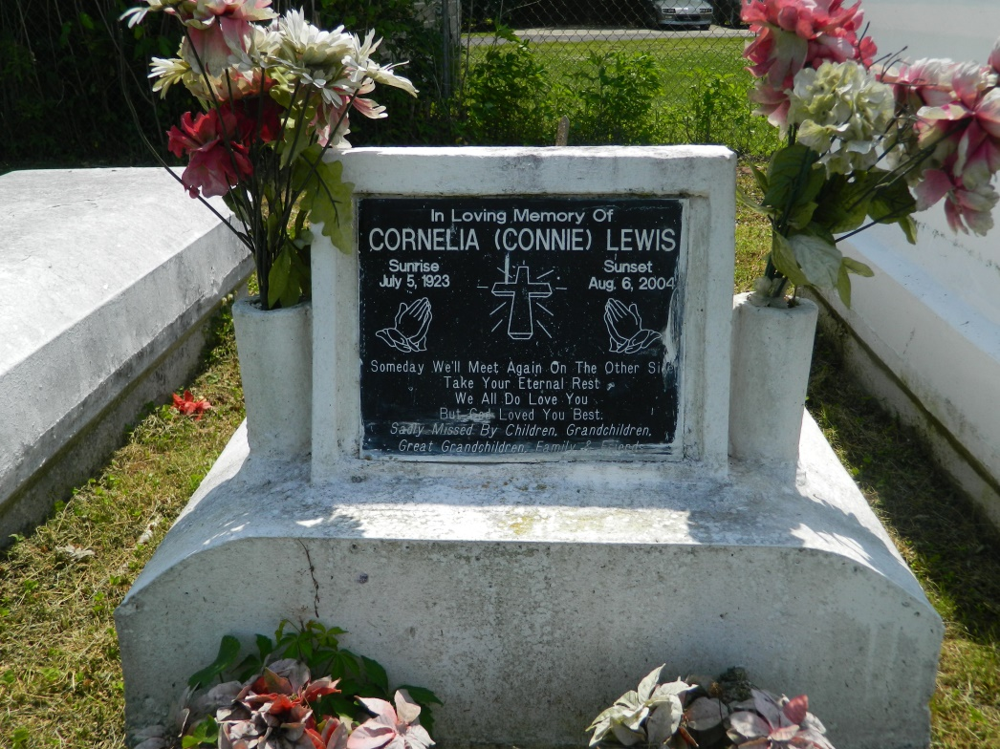 In Loving Memory Of
CORNELIA (CONNIE) LEWIS
Sunrise
July 5, 1923
Sunset
Aug. 6, 2004
Someday We'll Meet Again On The Other Side
Take Your Eternal Rest
We All Do Love You
But God Loved You Best.
Sadly Missed By Children, Grandchildren,
Great Grandchildren, Family & Friends